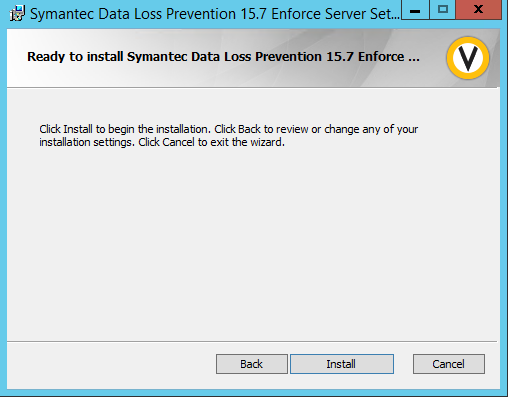 Symantec Data Loss Prevention 15.7 Enforce Server Set...
Ready to install Symantec Data Loss Prevention 15.7 Enforce ...
Click Install to begin the installation. Click Back to review or change any of your
installation settings. Click Cancel to exit the wizard.
Back Install Cancel